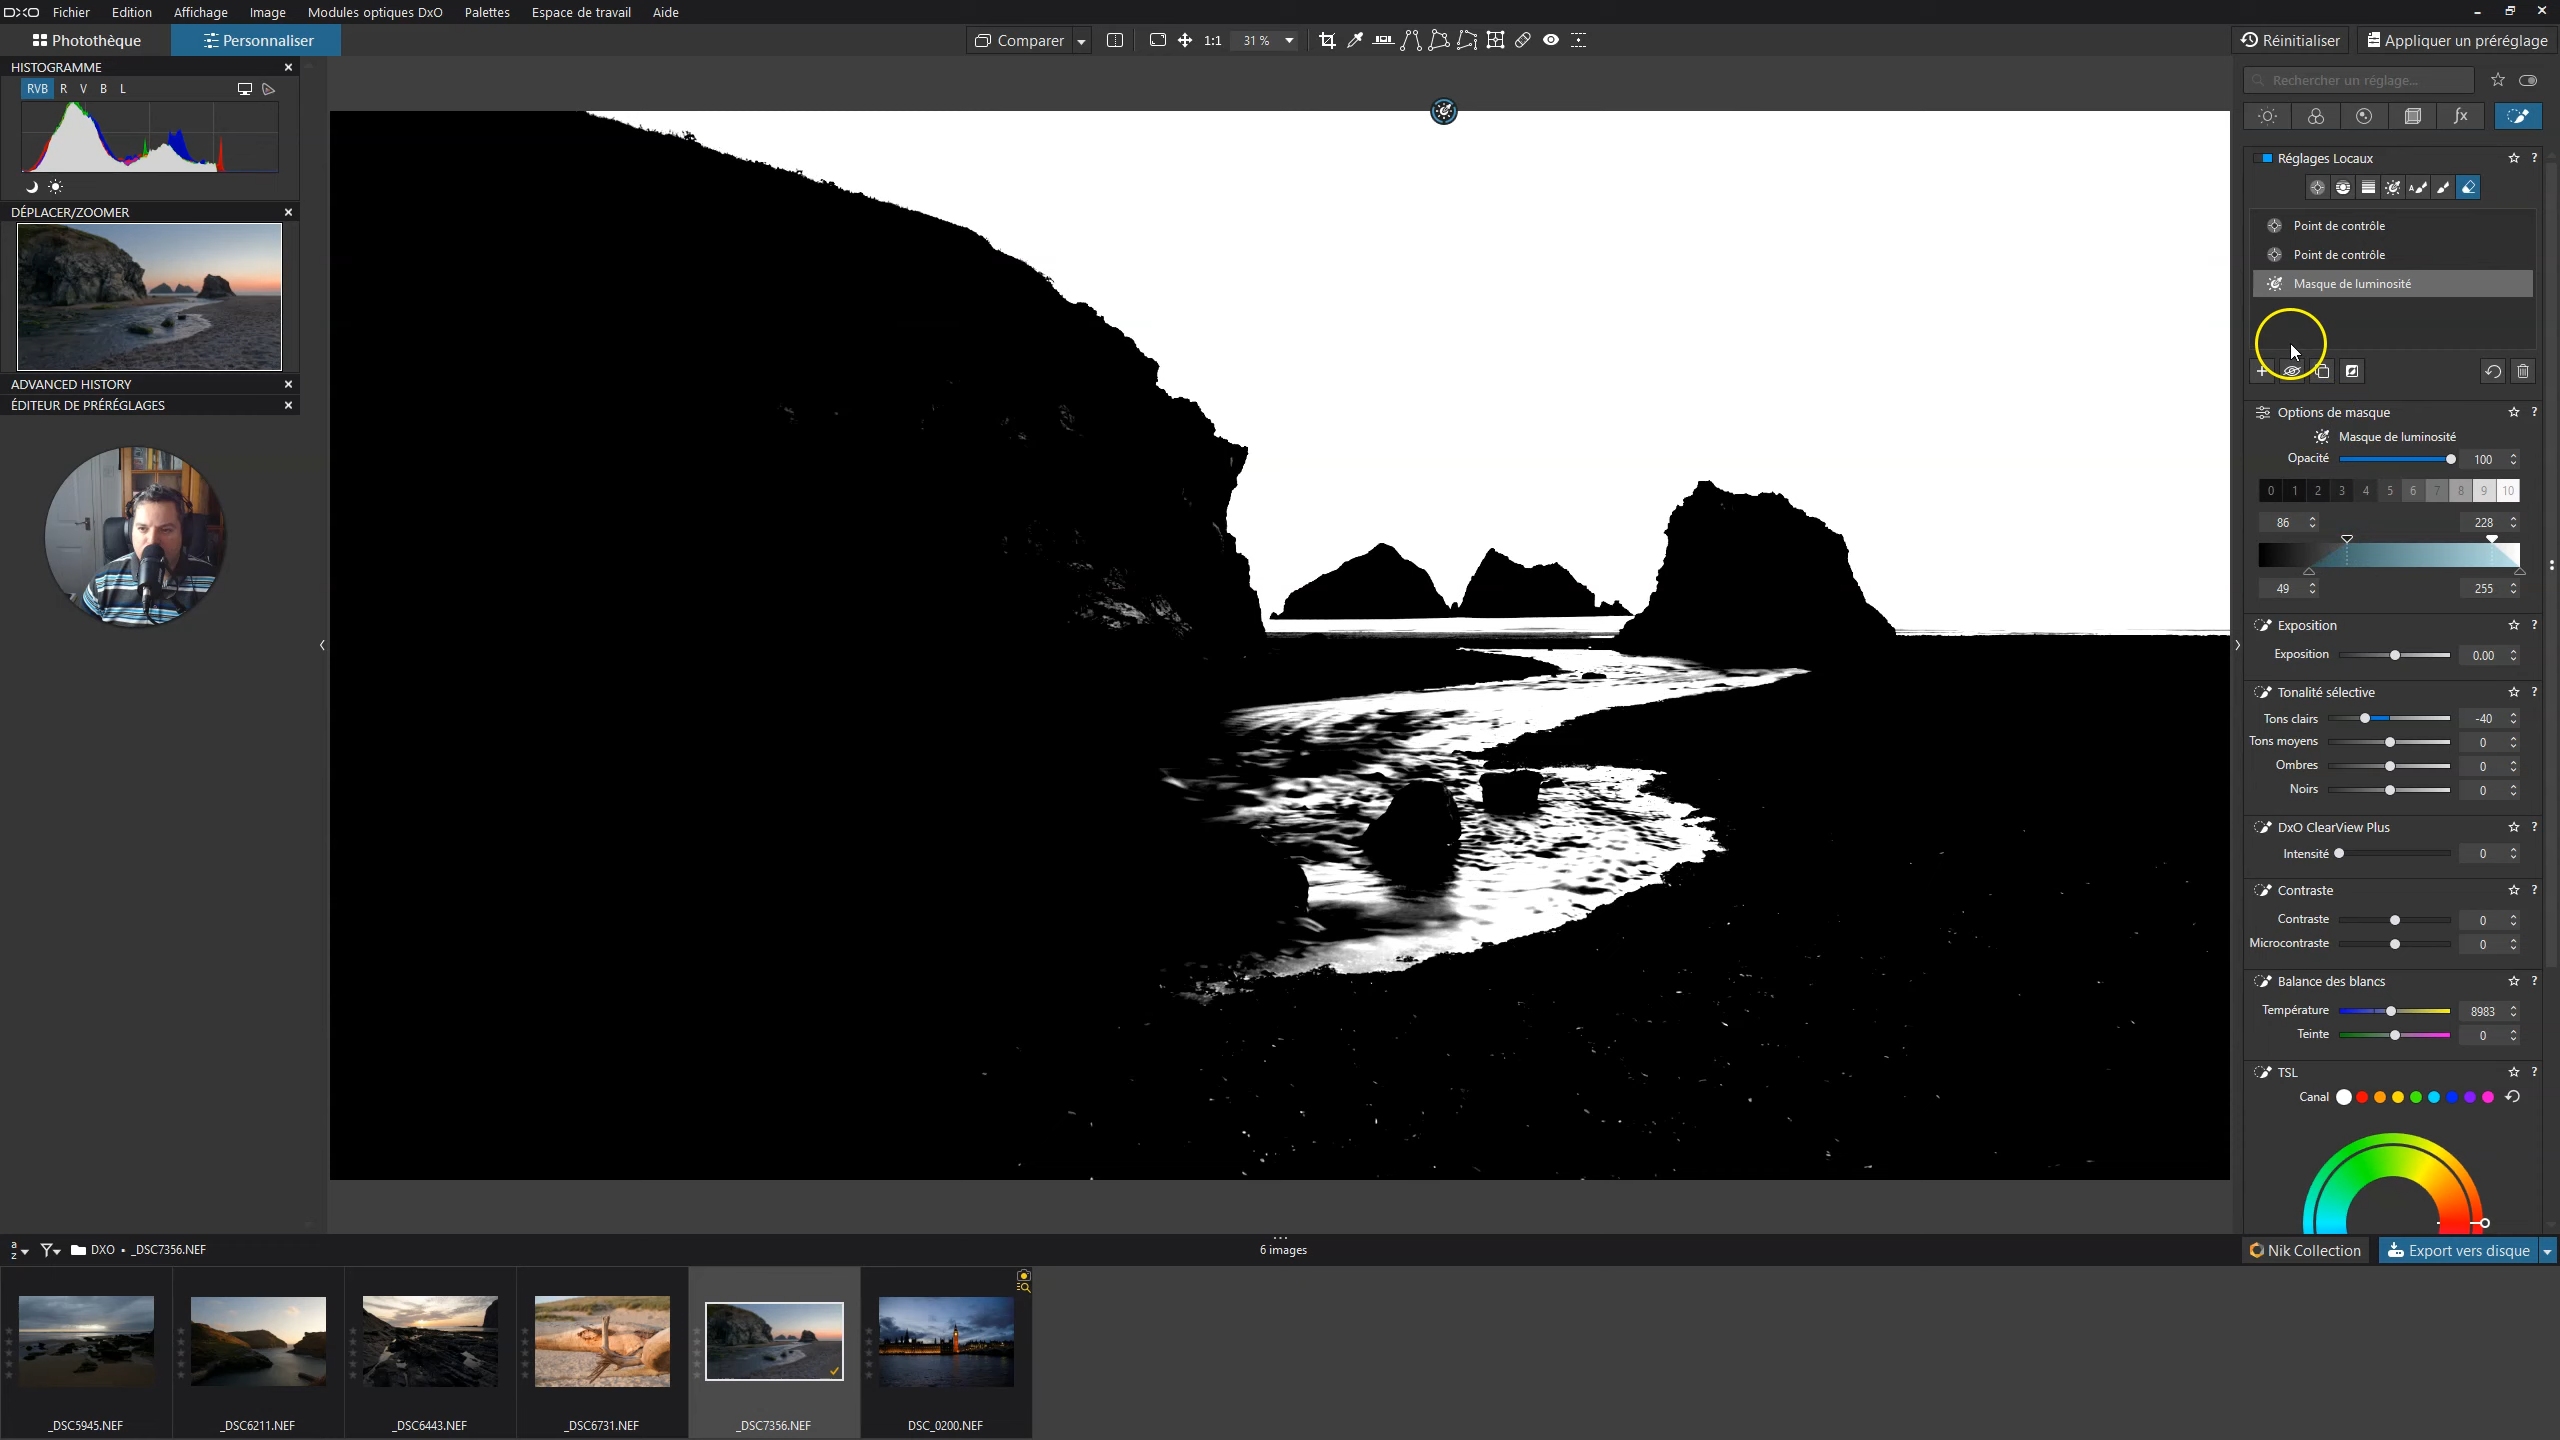 DXO Fichier Edition Affichage Image Modules optiques DxO Palettes Espace de travail Aide
Photothèque Personnaliser Comparer 1:1 31 % Réinitialiser Appliquer un préréglage
HISTOGRAMME
RVB R V B L
DÉPLACER/ZOOMER
ADVANCED HISTORY
ÉDITEUR DE PRÉRÉGLAGES
Rechercher un réglage...
fx
Réglages Locaux
Point de contrôle
Point de contrôle
Masque de luminosité
Options de masque
Masque de luminosité
Opacité 100
0 1 2 3 4 5 6 7 8 9 10
86 228
49 255
Exposition
Exposition 0.00
Tonalité sélective
Tons clairs -40
Tons moyens 0
Ombres 0
Noirs 0
DxO ClearView Plus
Intensité 0
Contraste
Contraste 0
Microcontraste 0
Balance des blancs
Température 8983
Teinte 0
TSL
Canal
DXO • _DSC7356.NEF 6 images Nik Collection Export vers disque
_DSC5945.NEF _DSC6211.NEF _DSC6443.NEF _DSC6731.NEF _DSC7356.NEF DSC_0200.NEF